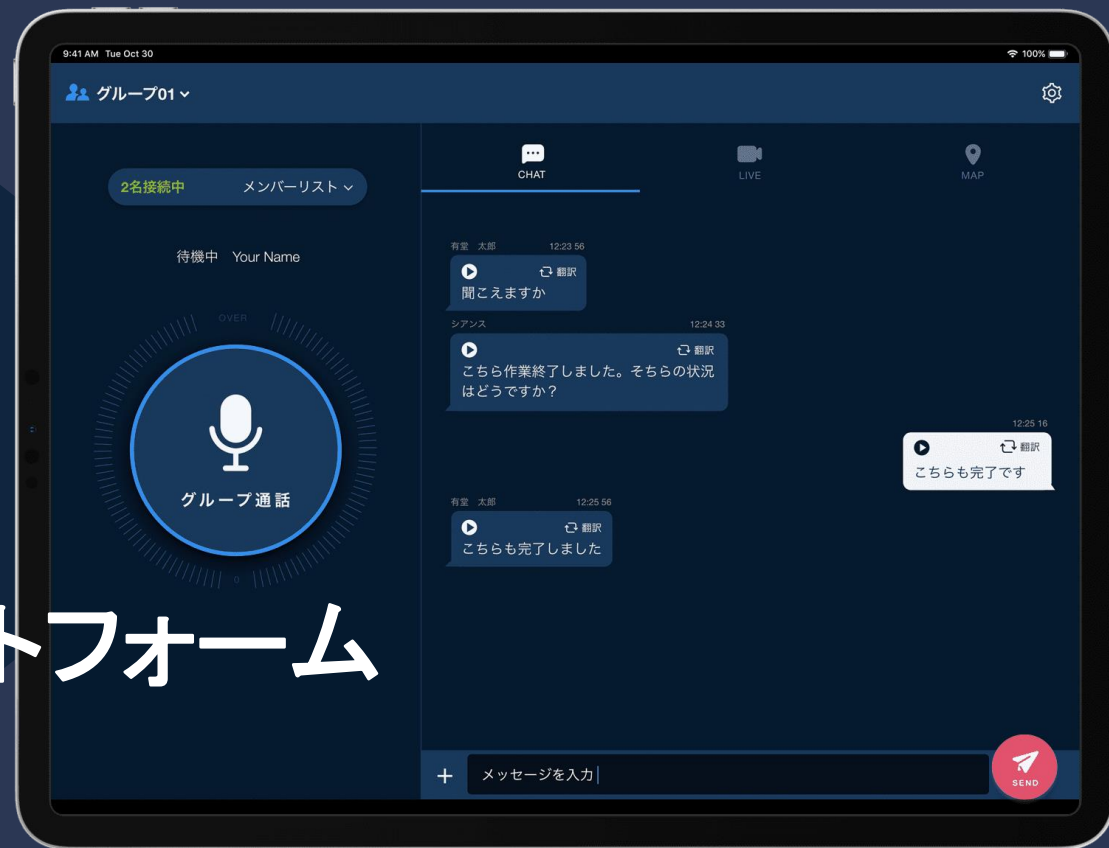 9:41 AM Tue Oct 30
100%
グループ01
2名接続中 メンバーリスト
待機中 Your Name
OVER
グループ通話
0
CHAT
LIVE
MAP
有堂 太郎 12:23 56
翻訳
聞こえますか
シアンス 12:24 33
翻訳
こちら作業終了しました。そちらの状況
はどうですか？
12:25 16
翻訳
こちらも完了です
有堂 太郎 12:25 56
翻訳
こちらも完了しました
トフォーム
メッセージを入力
SEND